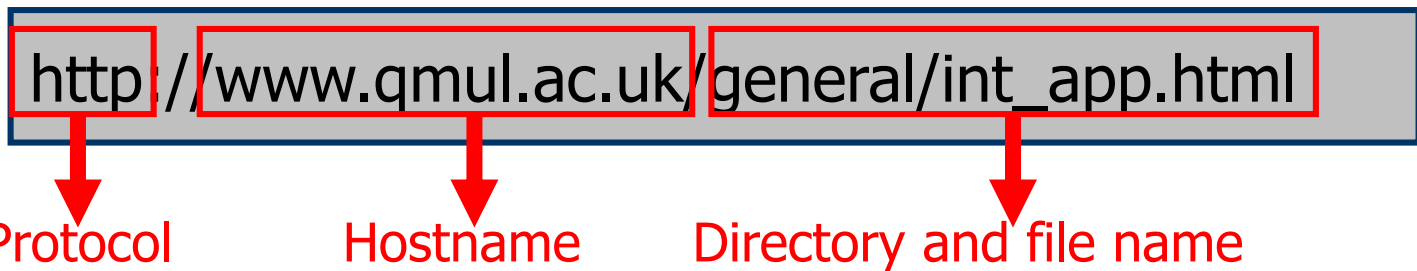 http://www.qmul.ac.uk/general/int_app.html
Protocol Hostname Directory and file name